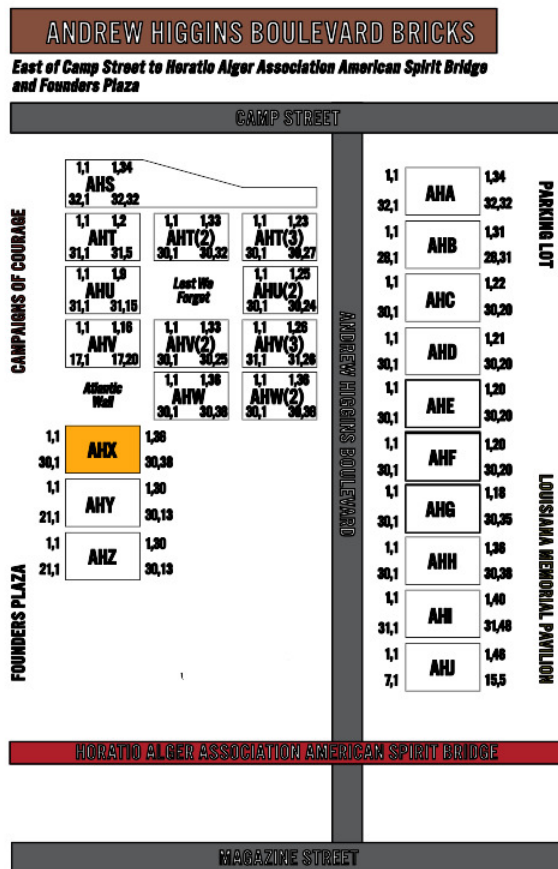 ANDREW HIGGINS BOULEVARD BRICKS
East of Camp Street to Horatio Alger Association American Spirit Bridge
and Founders Plaza
CAMP STREET
1,1 1,34
AHS
32,1 32,32
1,1 1,2
AHT
31,1 31,5
1,1 1,33
AHT(2)
30,1 30,32
1,1 1,23
AHT(3)
30,1 30,27
1,1 1,9
AHU
31,1 31,15
Lest We
Forget
1,1 1,25
AHU(2)
30,1 30,24
1,1 1,16
AHV
17,1 17,20
1,1 1,33
AHV(2)
30,1 30,25
1,1 1,26
AHV(3)
31,1 31,26
Atlantic
Wall
1,1 1,36
AHW
30,1 30,38
1,1 1,36
AHW(2)
30,1 30,38
1,1 AHX 1,36
30,1 30,38
1,1 AHY 1,30
21,1 30,13
1,1 AHZ 1,30
21,1 30,13
CAMPAIGNS OF COURAGE
FOUNDERS PLAZA
ANDREW HIGGINS BOULEVARD
1,1 AHA 1,34
32,1 32,32
1,1 AHB 1,31
28,1 28,31
1,1 AHC 1,22
30,1 30,20
1,1 AHD 1,21
30,1 30,20
1,1 AHE 1,20
30,1 30,20
1,1 AHF 1,20
30,1 30,20
1,1 AHG 1,18
30,1 30,35
1,1 AHH 1,36
30,1 30,38
1,1 AHI 1,40
31,1 31,48
1,1 AHJ 1,46
7,1 15,5
PARKING LOT
LOUISIANA MEMORIAL PAVILION
HORATIO ALGER ASSOCIATION AMERICAN SPIRIT BRIDGE
MAGAZINE STREET